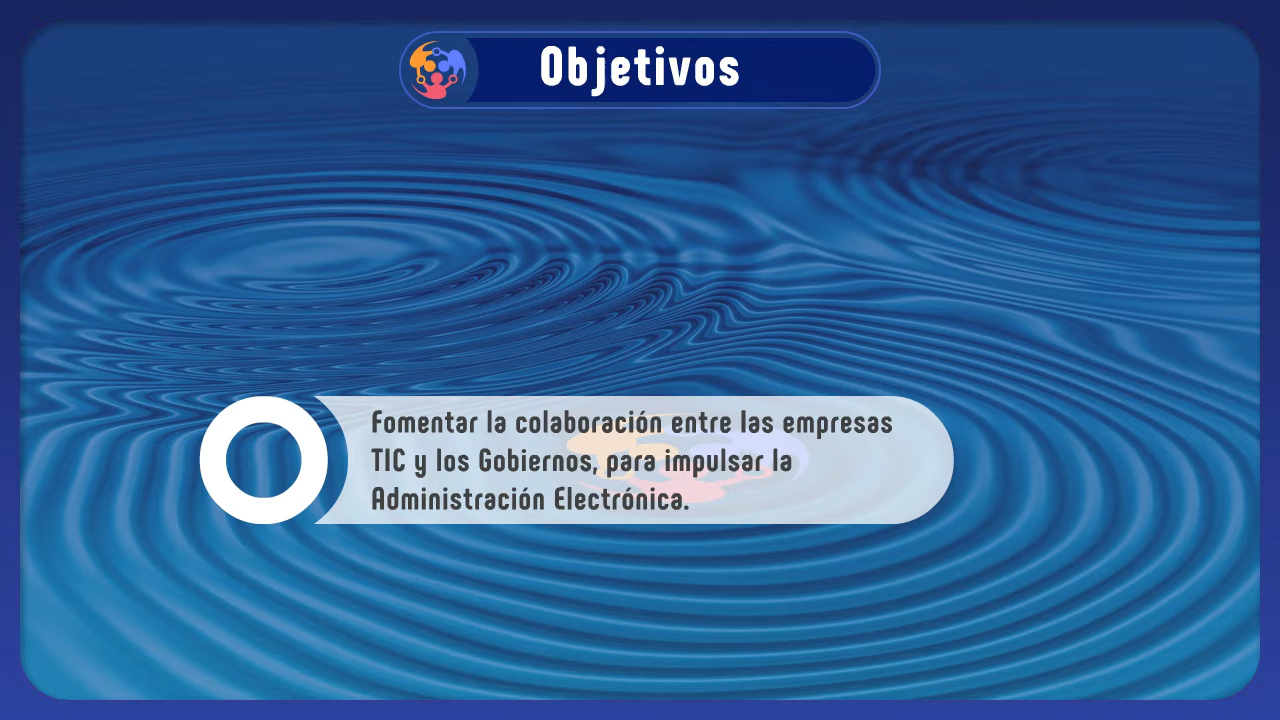 Objetivos
Fomentar la colaboración entre las empresas
TIC y los Gobiernos, para impulsar la
Administración Electrónica.